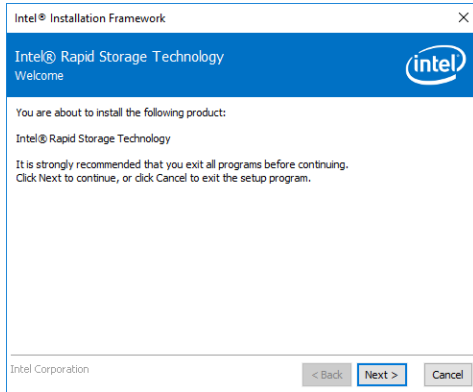 Intel® Installation Framework
Intel® Rapid Storage Technology
Welcome
intel
You are about to install the following product:
Intel® Rapid Storage Technology
It is strongly recommended that you exit all programs before continuing.
Click Next to continue, or click Cancel to exit the setup program.
Intel Corporation
< Back Next > Cancel